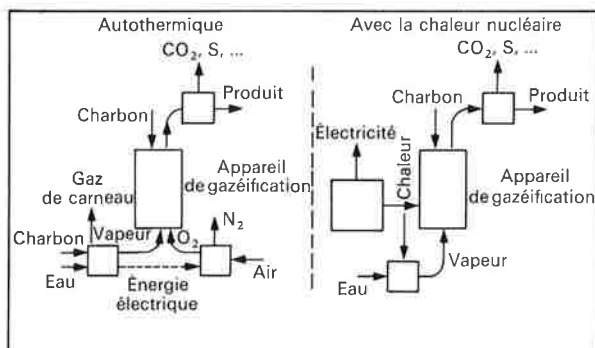 Autothermique
CO₂, S, ...
Produit
Charbon
Appareil
de gazéification
Gaz
de carneau
Vapeur
O₂
N₂
Charbon
Eau
Air
Énergie
électrique
Avec la chaleur nucléaire
CO₂, S, ...
Produit
Charbon
Électricité
Chaleur
Appareil
de gazéification
Vapeur
Eau